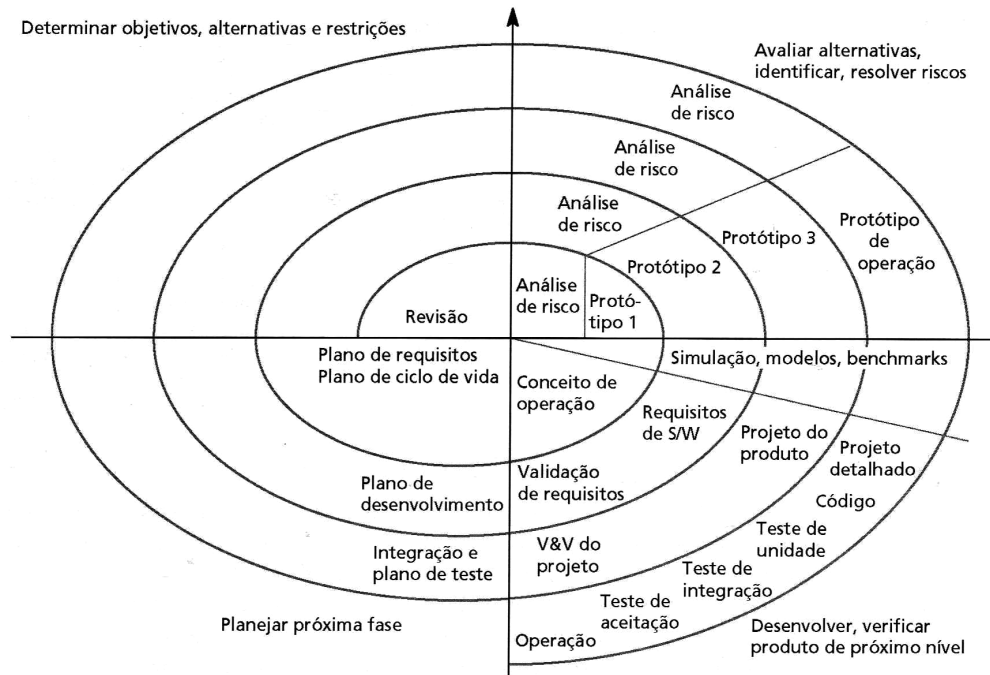 Determinar objetivos, alternativas e restrições
Avaliar alternativas,
identificar, resolver riscos
Análise
de risco
Análise
de risco
Análise
de risco
Protótipo
de
operação
Protótipo 3
Protótipo 2
Análise
de risco
Protó-
tipo 1
Revisão
Plano de requisitos
Plano de ciclo de vida
Simulação, modelos, benchmarks
Conceito de
operação
Requisitos
de S/W
Projeto do
produto
Projeto
detalhado
Código
Plano de
desenvolvimento
Validação
de requisitos
Teste de
unidade
Integração e
plano de teste
V&V do
projeto
Teste de
integração
Teste de
aceitação
Operação
Planejar próxima fase
Desenvolver, verificar
produto de próximo nível